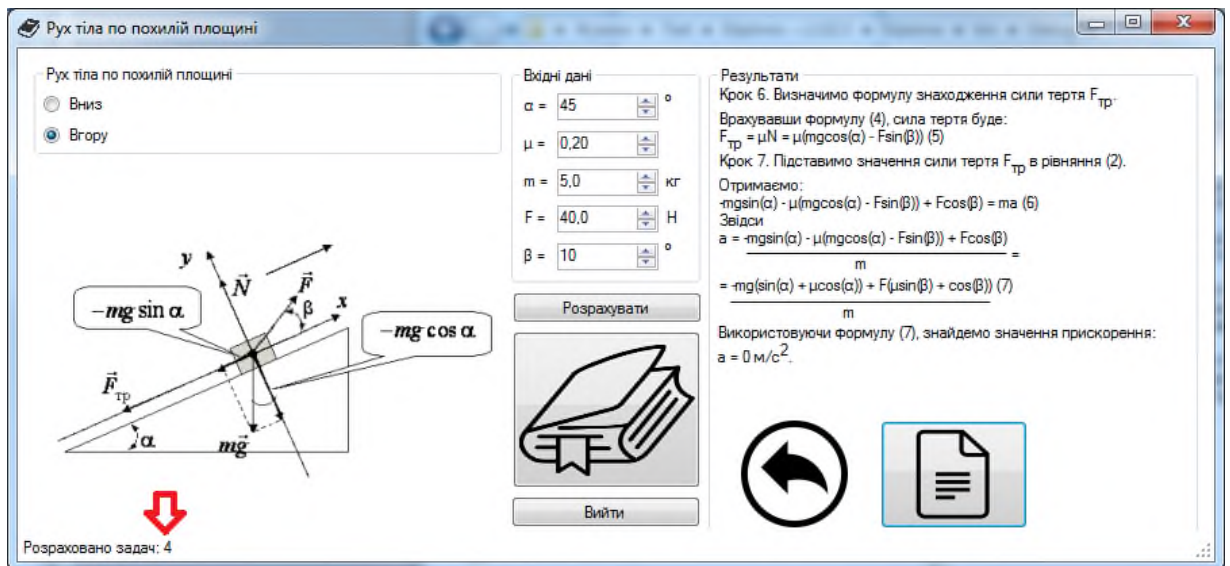 Рух тіла по похилій площині
Рух тіла по похилій площині
Вниз
Вгору
y
N
F
β
x
-mg sin α
-mg cos α
Fтр
α
mg
Розраховано задач: 4
Вхідні дані
α = 45 °
μ = 0,20
m = 5,0 кг
F = 40,0 Н
β = 10 °
Розрахувати
Вийти
Результати
Крок 6. Визначимо формулу знаходження сили тертя Fтр.
Врахувавши формулу (4), сила тертя буде:
Fтр = μN = μ(mgcos(α) - Fsin(β)) (5)
Крок 7. Підставимо значення сили тертя Fтр в рівняння (2).
Отримаємо:
-mgsin(α) - μ(mgcos(α) - Fsin(β)) + Fcos(β) = ma (6)
Звідси
a = -mgsin(α) - μ(mgcos(α) - Fsin(β)) + Fcos(β)
=
m
= -mg(sin(α) + μcos(α)) + F(μsin(β) + cos(β)) (7)
m
Використовуючи формулу (7), знайдемо значення прискорення:
a = 0 м/с².